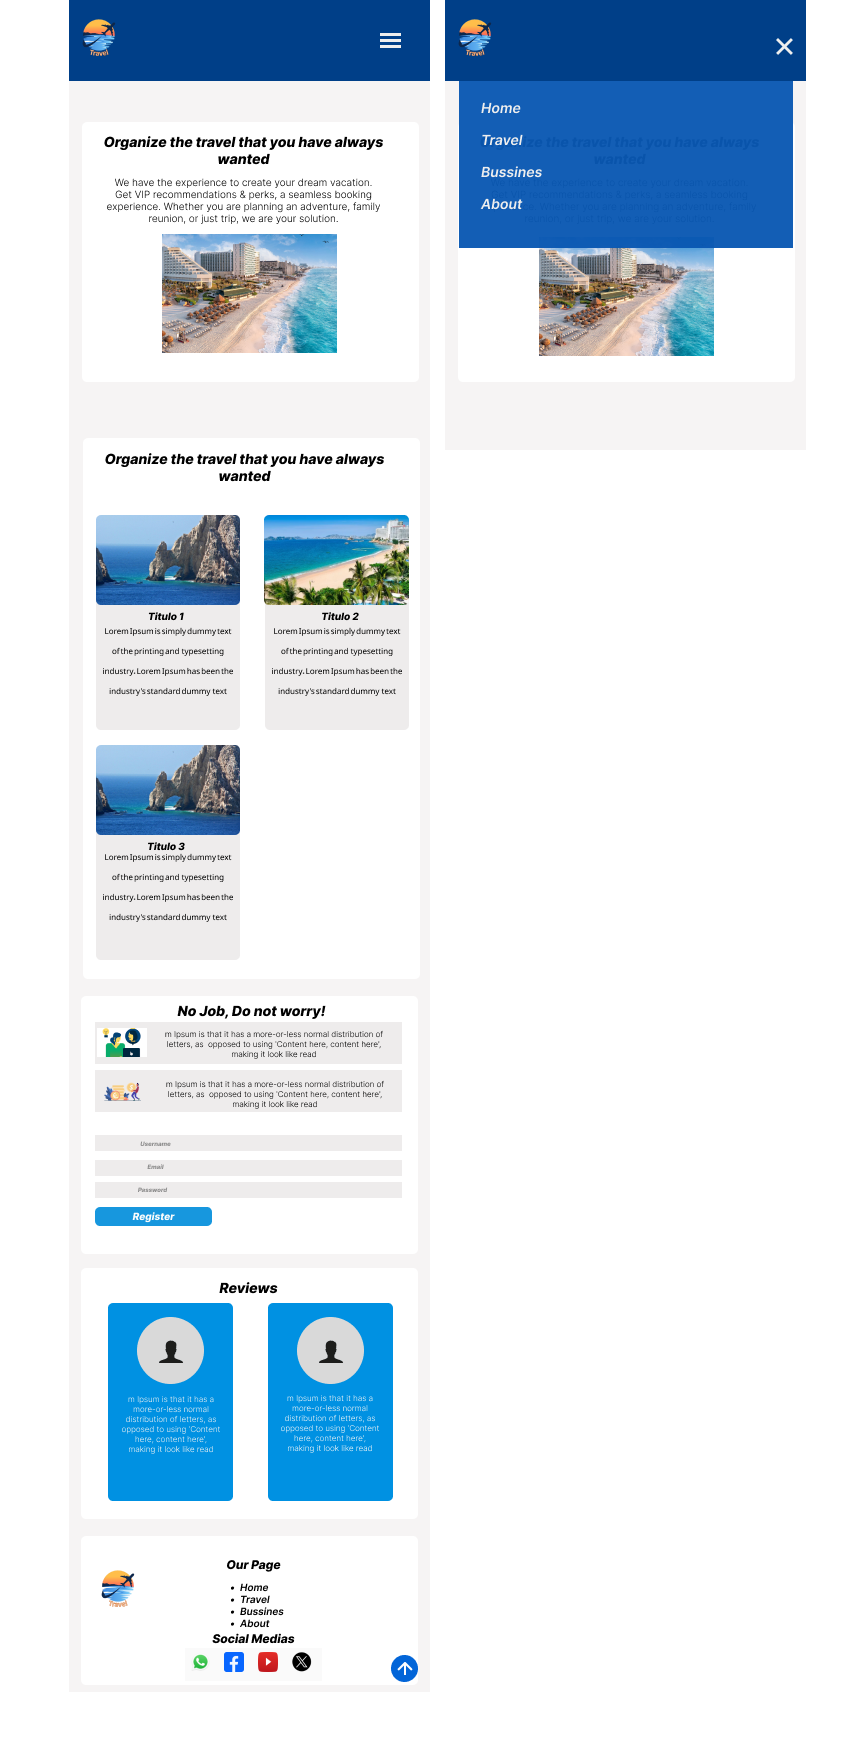 Travel
Organize the travel that you have always
wanted
We have the experience to create your dream vacation.
Get VIP recommendations & perks, a seamless booking
experience. Whether you are planning an adventure, family
reunion, or just trip, we are your solution.
Organize the travel that you have always
wanted
Titulo 1
Lorem Ipsum is simply dummy text
of the printing and typesetting
industry. Lorem Ipsum has been the
industry's standard dummy text
Titulo 2
Lorem Ipsum is simply dummy text
of the printing and typesetting
industry. Lorem Ipsum has been the
industry's standard dummy text
Titulo 3
Lorem Ipsum is simply dummy text
of the printing and typesetting
industry. Lorem Ipsum has been the
industry's standard dummy text
No Job, Do not worry!
m Ipsum is that it has a more-or-less normal distribution of
letters, as opposed to using 'Content here, content here',
making it look like read
m Ipsum is that it has a more-or-less normal distribution of
letters, as opposed to using 'Content here, content here',
making it look like read
Username
Email
Password
Register
Reviews
m Ipsum is that it has a
more-or-less normal
distribution of letters, as
opposed to using 'Content
here, content here',
making it look like read
m Ipsum is that it has a
more-or-less normal
distribution of letters, as
opposed to using 'Content
here, content here',
making it look like read
Travel
Our Page
• Home
• Travel
• Bussines
• About
Social Medias
Travel
Home
Travel
Bussines
About